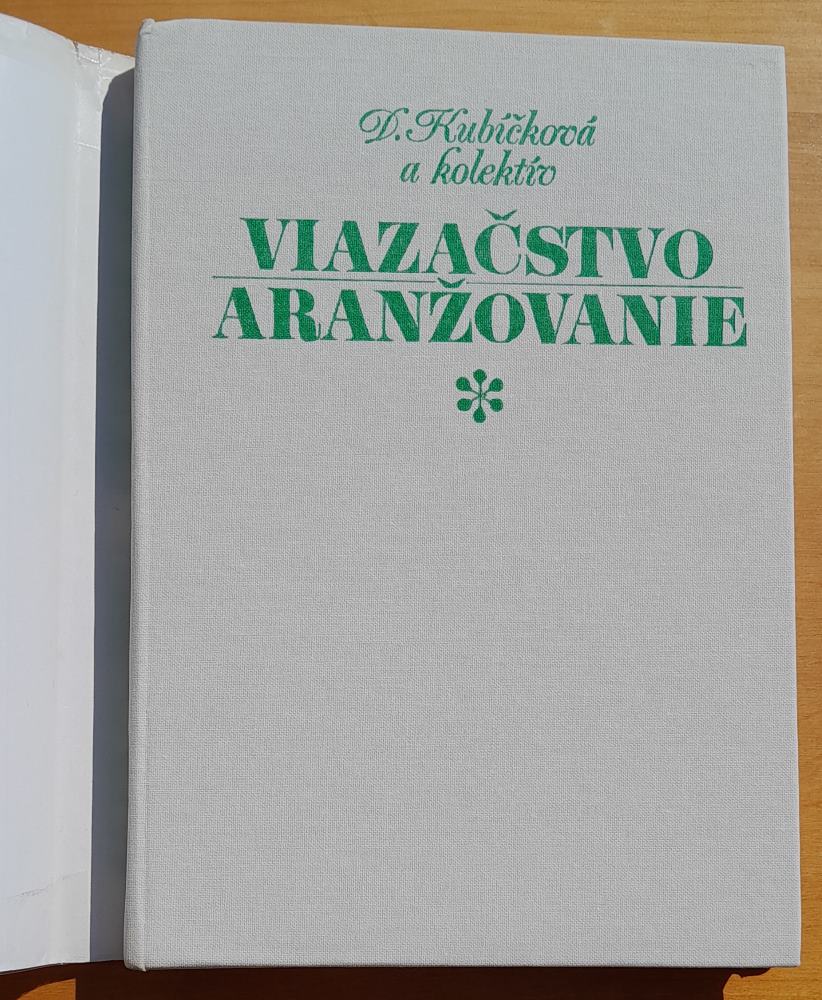 D. Kubíčková
a kolektív
VIAZAČSTVO
ARANŽOVANIE